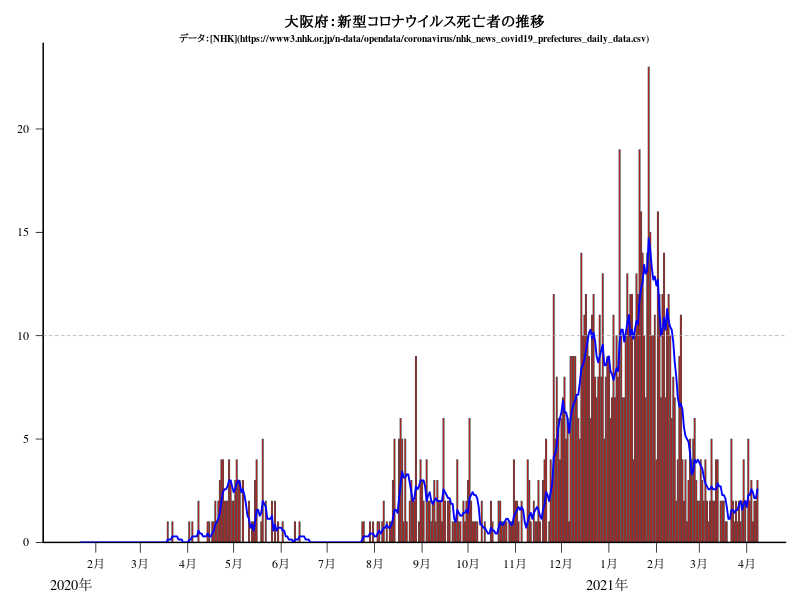 大阪府：新型コロナウイルス死亡者の推移
データ：[NHK](https://www3.nhk.or.jp/n-data/opendata/coronavirus/nhk_news_covid19_prefectures_daily_data.csv)
20
15
10
5
0
2月 3月 4月 5月 6月 7月 8月 9月 10月 11月 12月 1月 2月 3月 4月
2020年 2021年